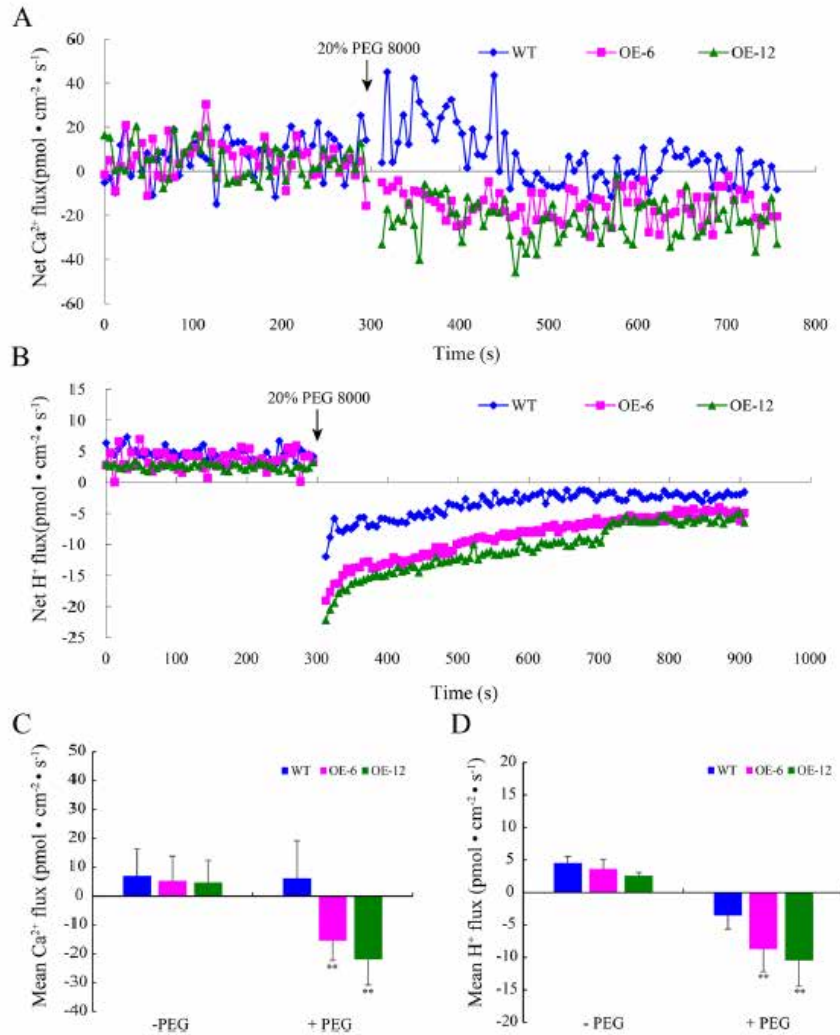 A
20% PEG 8000
WT OE-6 OE-12
60
40
20
0
-20
-40
-60
Net Ca²⁺ flux(pmol • cm⁻² • s⁻¹)
0 100 200 300 400 500 600 700 800
Time (s)
B
20% PEG 8000
WT OE-6 OE-12
15
10
5
0
-5
-10
-15
-20
-25
Net H⁺ flux(pmol • cm⁻² • s⁻¹)
0 100 200 300 400 500 600 700 800 900 1000
Time (s)
C
WT OE-6 OE-12
50
40
30
20
10
0
-10
-20
-30
-40
Mean Ca²⁺ flux (pmol • cm⁻² • s⁻¹)
** **
-PEG + PEG
D
WT OE-6 OE-12
20
15
10
5
0
-5
-10
-15
-20
Mean H⁺ flux (pmol • cm⁻² • s⁻¹)
** **
- PEG + PEG